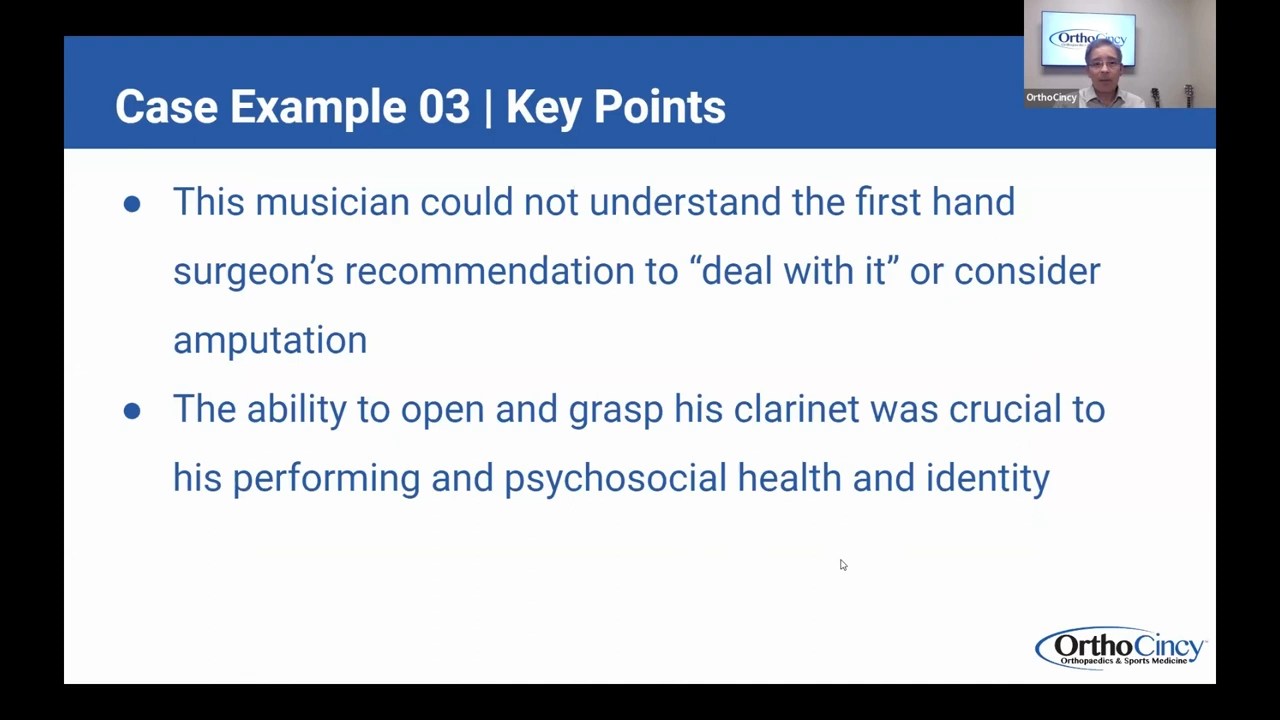 OrthoCincy
OrthoCincy
Case Example 03 | Key Points
● This musician could not understand the first hand
surgeon’s recommendation to “deal with it” or consider
amputation
● The ability to open and grasp his clarinet was crucial to
his performing and psychosocial health and identity
OrthoCincy™
Orthopaedics & Sports Medicine